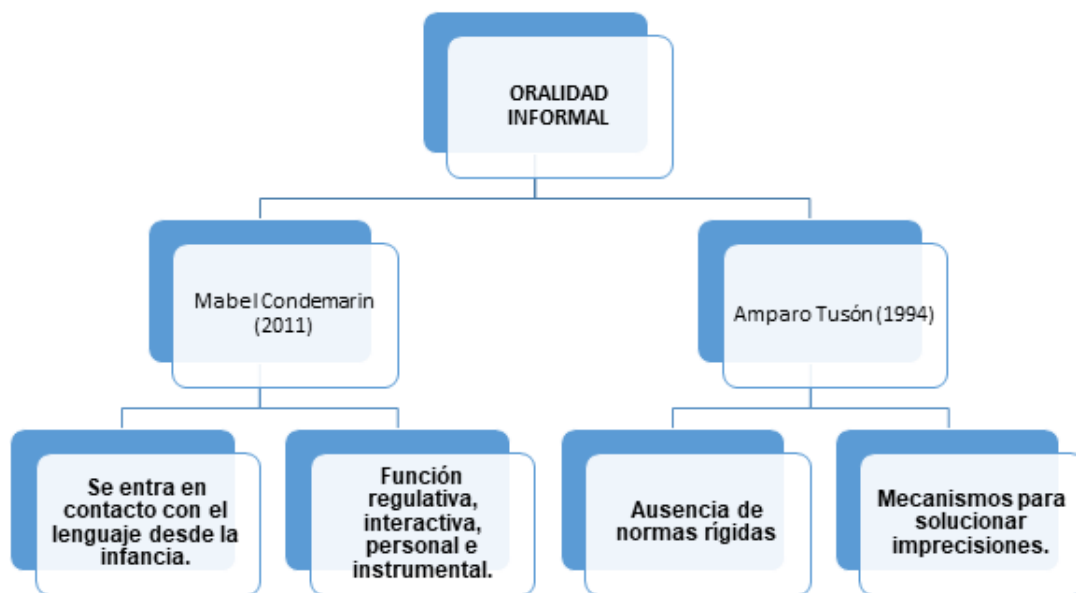 ORALIDAD
INFORMAL
Mabel Condemarin
(2011)
Amparo Tusón (1994)
Se entra en
contacto con el
lenguaje desde la
infancia.
Función
regulativa,
interactiva,
personal e
instrumental.
Ausencia de
normas rígidas
Mecanismos para
solucionar
imprecisiones.